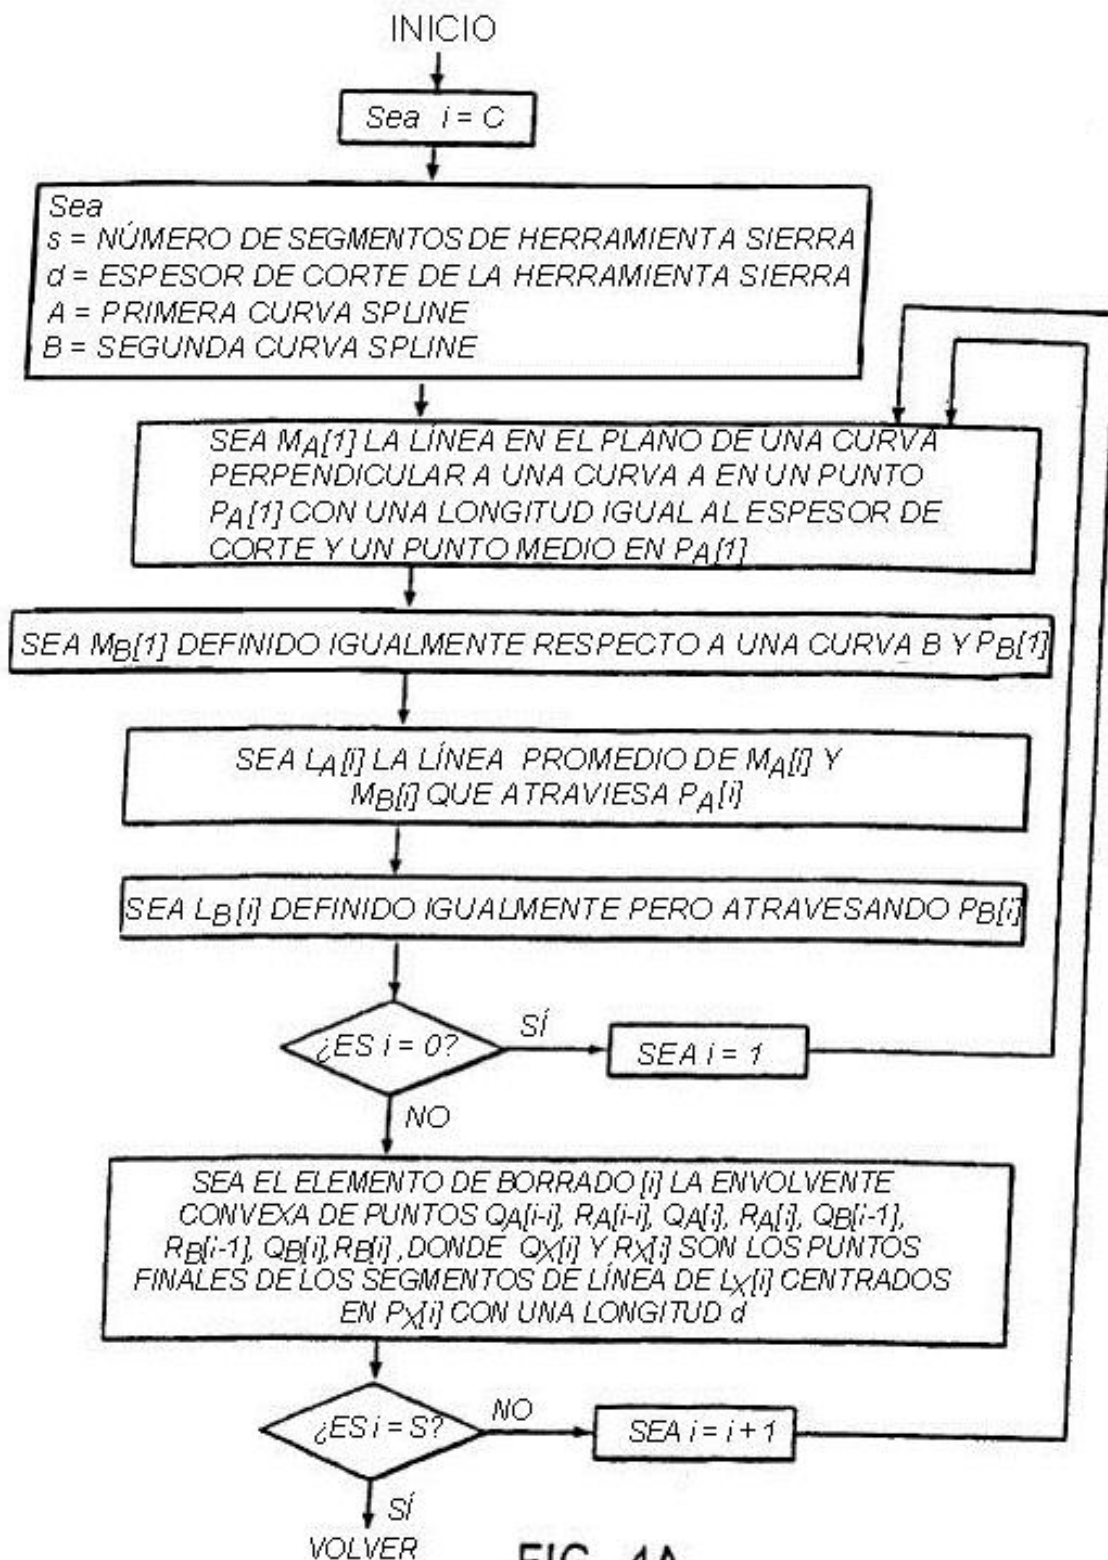 INICIO
Sea i = C
Sea
s = NÚMERO DE SEGMENTOS DE HERRAMIENTA SIERRA
d = ESPESOR DE CORTE DE LA HERRAMIENTA SIERRA
A = PRIMERA CURVA SPLINE
B = SEGUNDA CURVA SPLINE
SEA MA[1] LA LÍNEA EN EL PLANO DE UNA CURVA
PERPENDICULAR A UNA CURVA A EN UN PUNTO
PA[1] CON UNA LONGITUD IGUAL AL ESPESOR DE
CORTE Y UN PUNTO MEDIO EN PA[1]
SEA MB[1] DEFINIDO IGUALMENTE RESPECTO A UNA CURVA B Y PB[1]
SEA LA[i] LA LÍNEA PROMEDIO DE MA[i] Y
MB[i] QUE ATRAVIESA PA[i]
SEA LB[i] DEFINIDO IGUALMENTE PERO ATRAVESANDO PB[i]
¿ES i = 0?
SÍ
SEA i = 1
NO
SEA EL ELEMENTO DE BORRADO [i] LA ENVOLVENTE
CONVEXA DE PUNTOS QA[i-i], RA[i-i], QA[i], RA[i], QB[i-1],
RB[i-1], QB[i], RB[i] ,DONDE QX[i] Y RX[i] SON LOS PUNTOS
FINALES DE LOS SEGMENTOS DE LÍNEA DE LX[i] CENTRADOS
EN PX[i] CON UNA LONGITUD d
¿ES i = S?
NO
SEA i = i + 1
SÍ
VOLVER
FIG. 4A